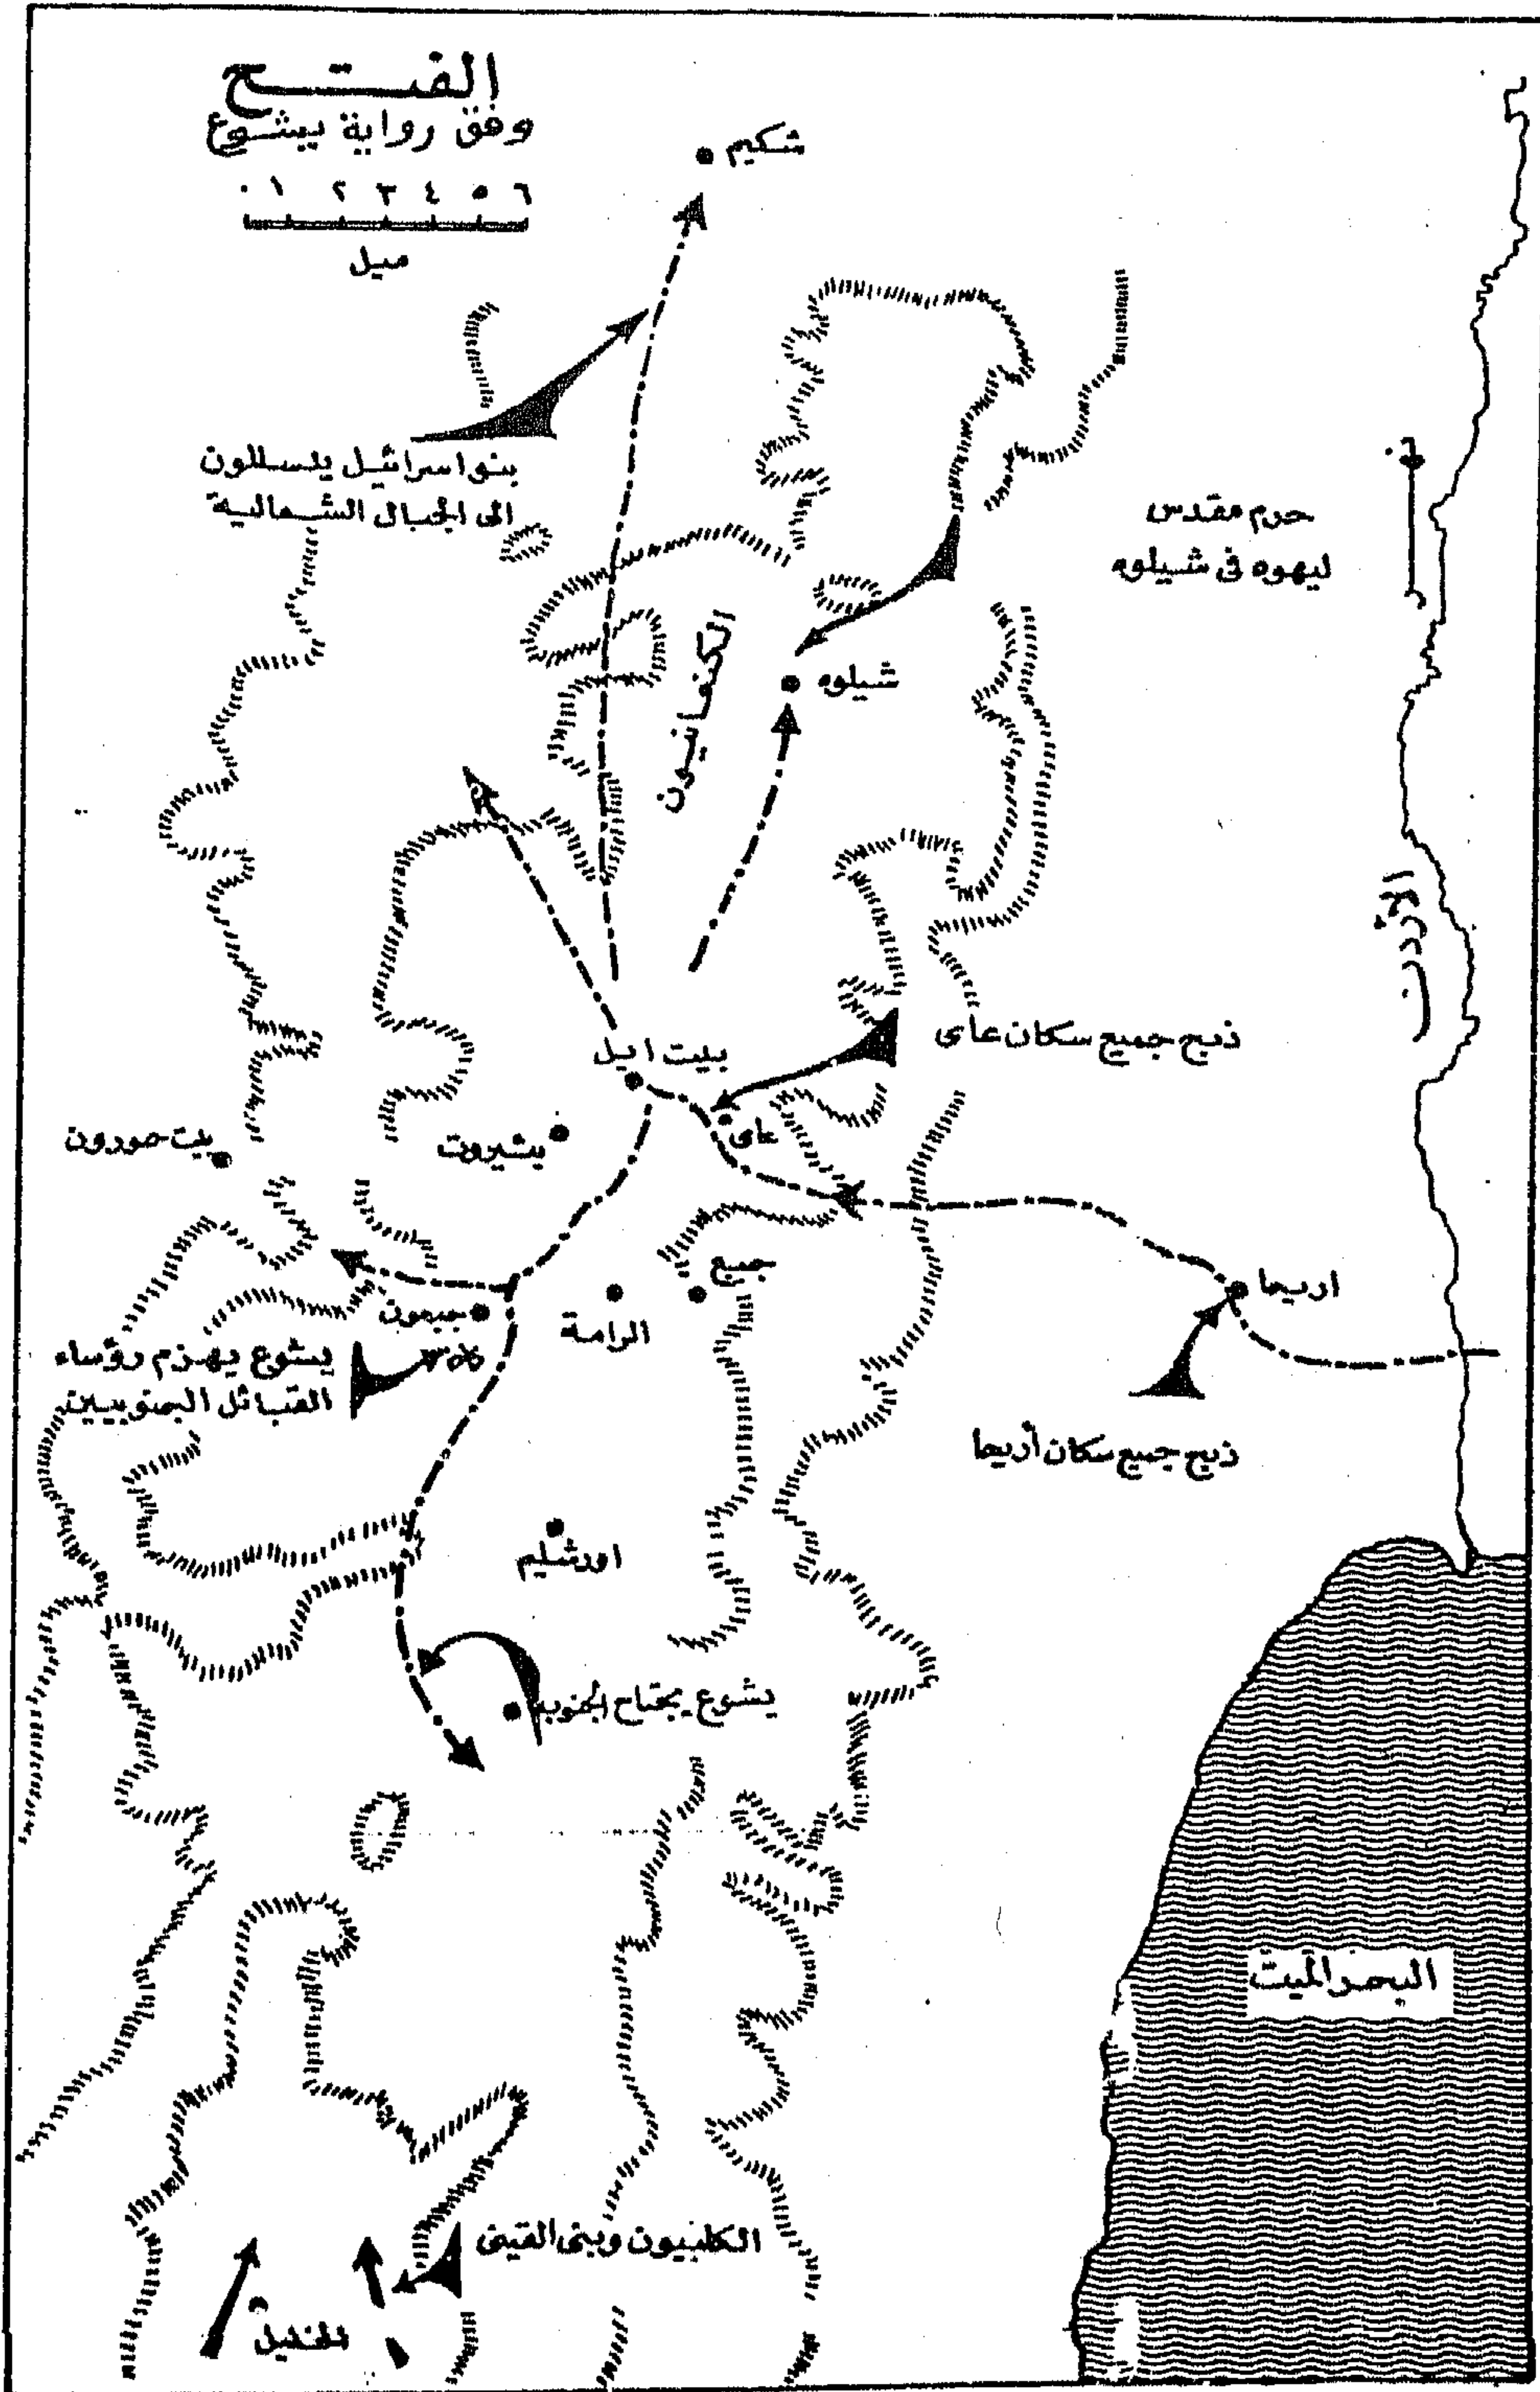 الفتح
وفق رواية يشوع
٠ ١ ٢ ٣ ٤ ٥ ٦
ميل
شكيم
بنو اسرائيل يتسللون
الى الجبال الشمالية
حرم مقدس
ليهوه فى شيلوه
نهر
الكنعانيون
شيلوه
الأردن
ذبح جميع سكان عاى
بيت ايل
عاى
بيت حورون
بئيروت
جبع
اريحا
جبعون
الرامة
يشوع يهزم رؤساء
القبائل الجنوبيين
ذبح جميع سكان أريحا
اورشليم
يشوع يجتاح الجنوب
البحر الميت
الكلبيون وبنى القينى
الخليل